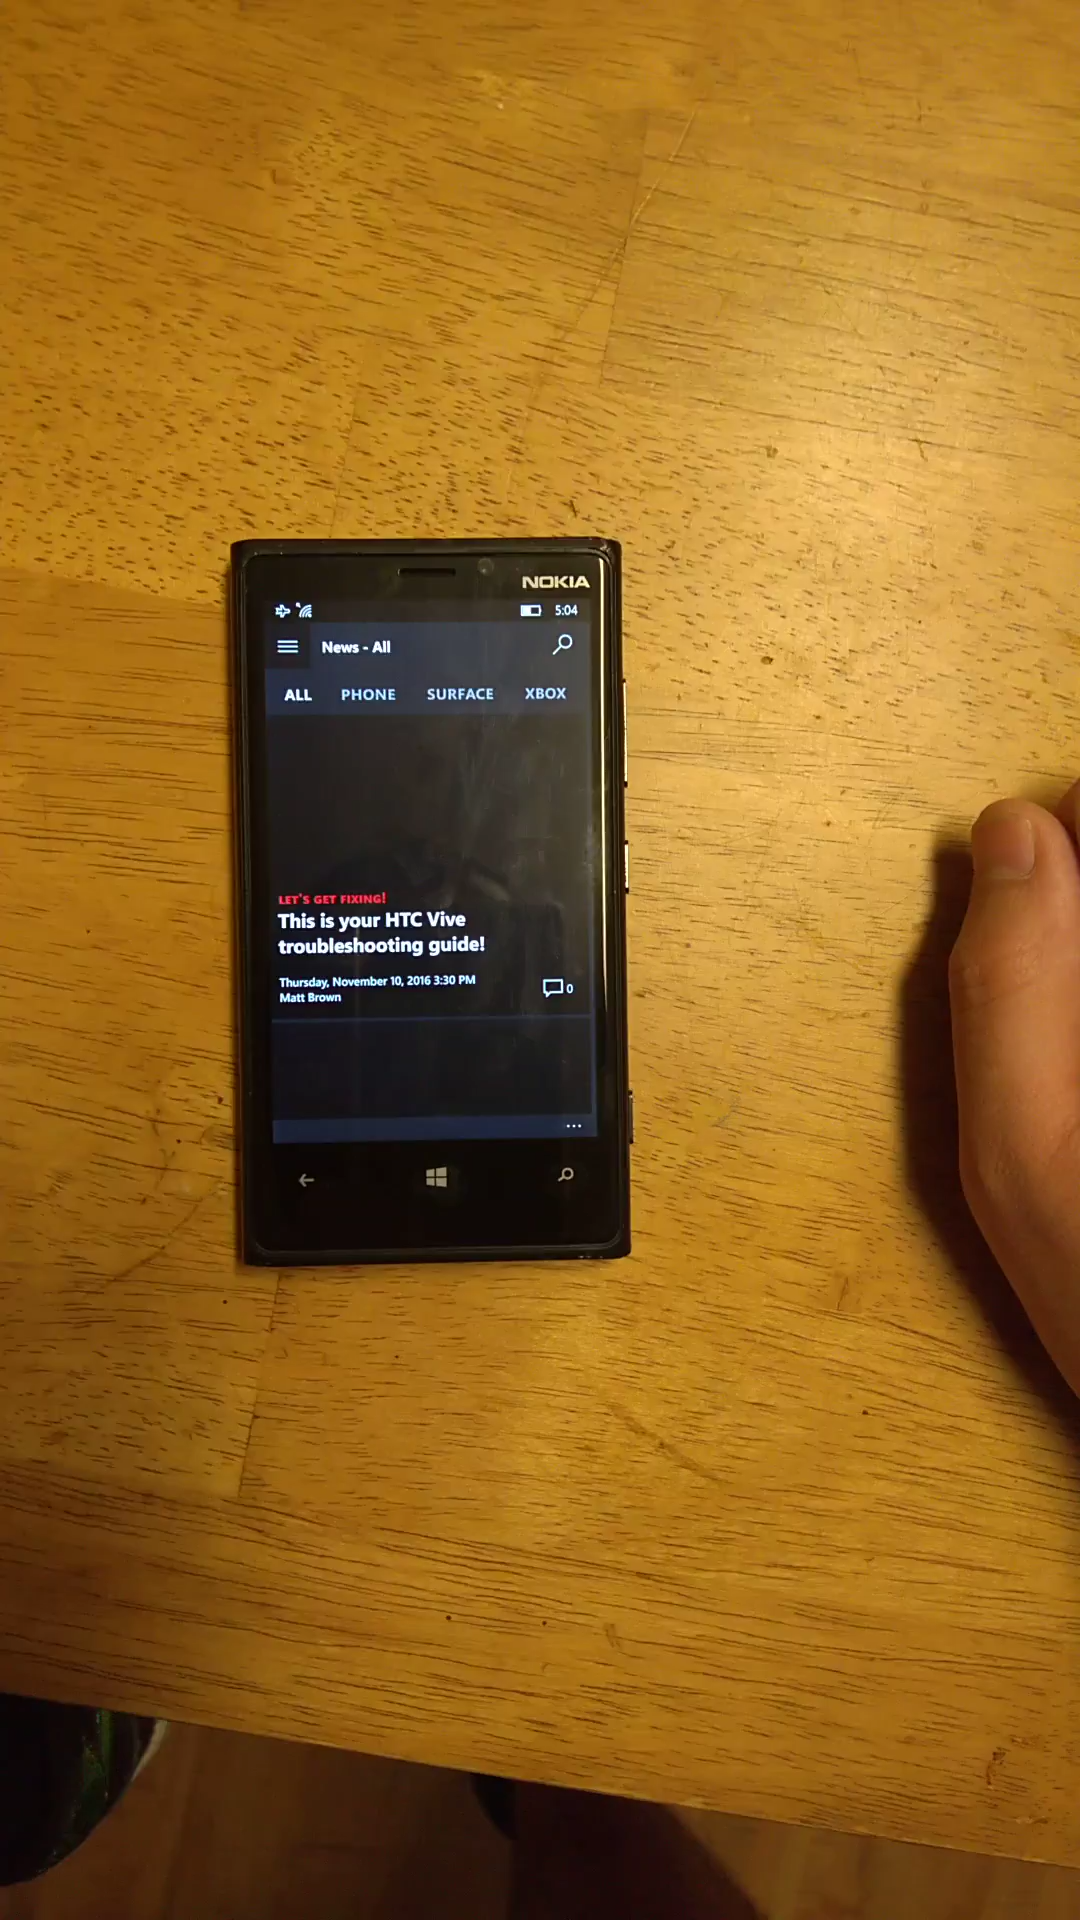 NOKIA
5:04
News - All
ALL PHONE SURFACE XBOX
LET'S GET FIXING!
This is your HTC Vive
troubleshooting guide!
Thursday, November 10, 2016 3:30 PM
Matt Brown
0
...